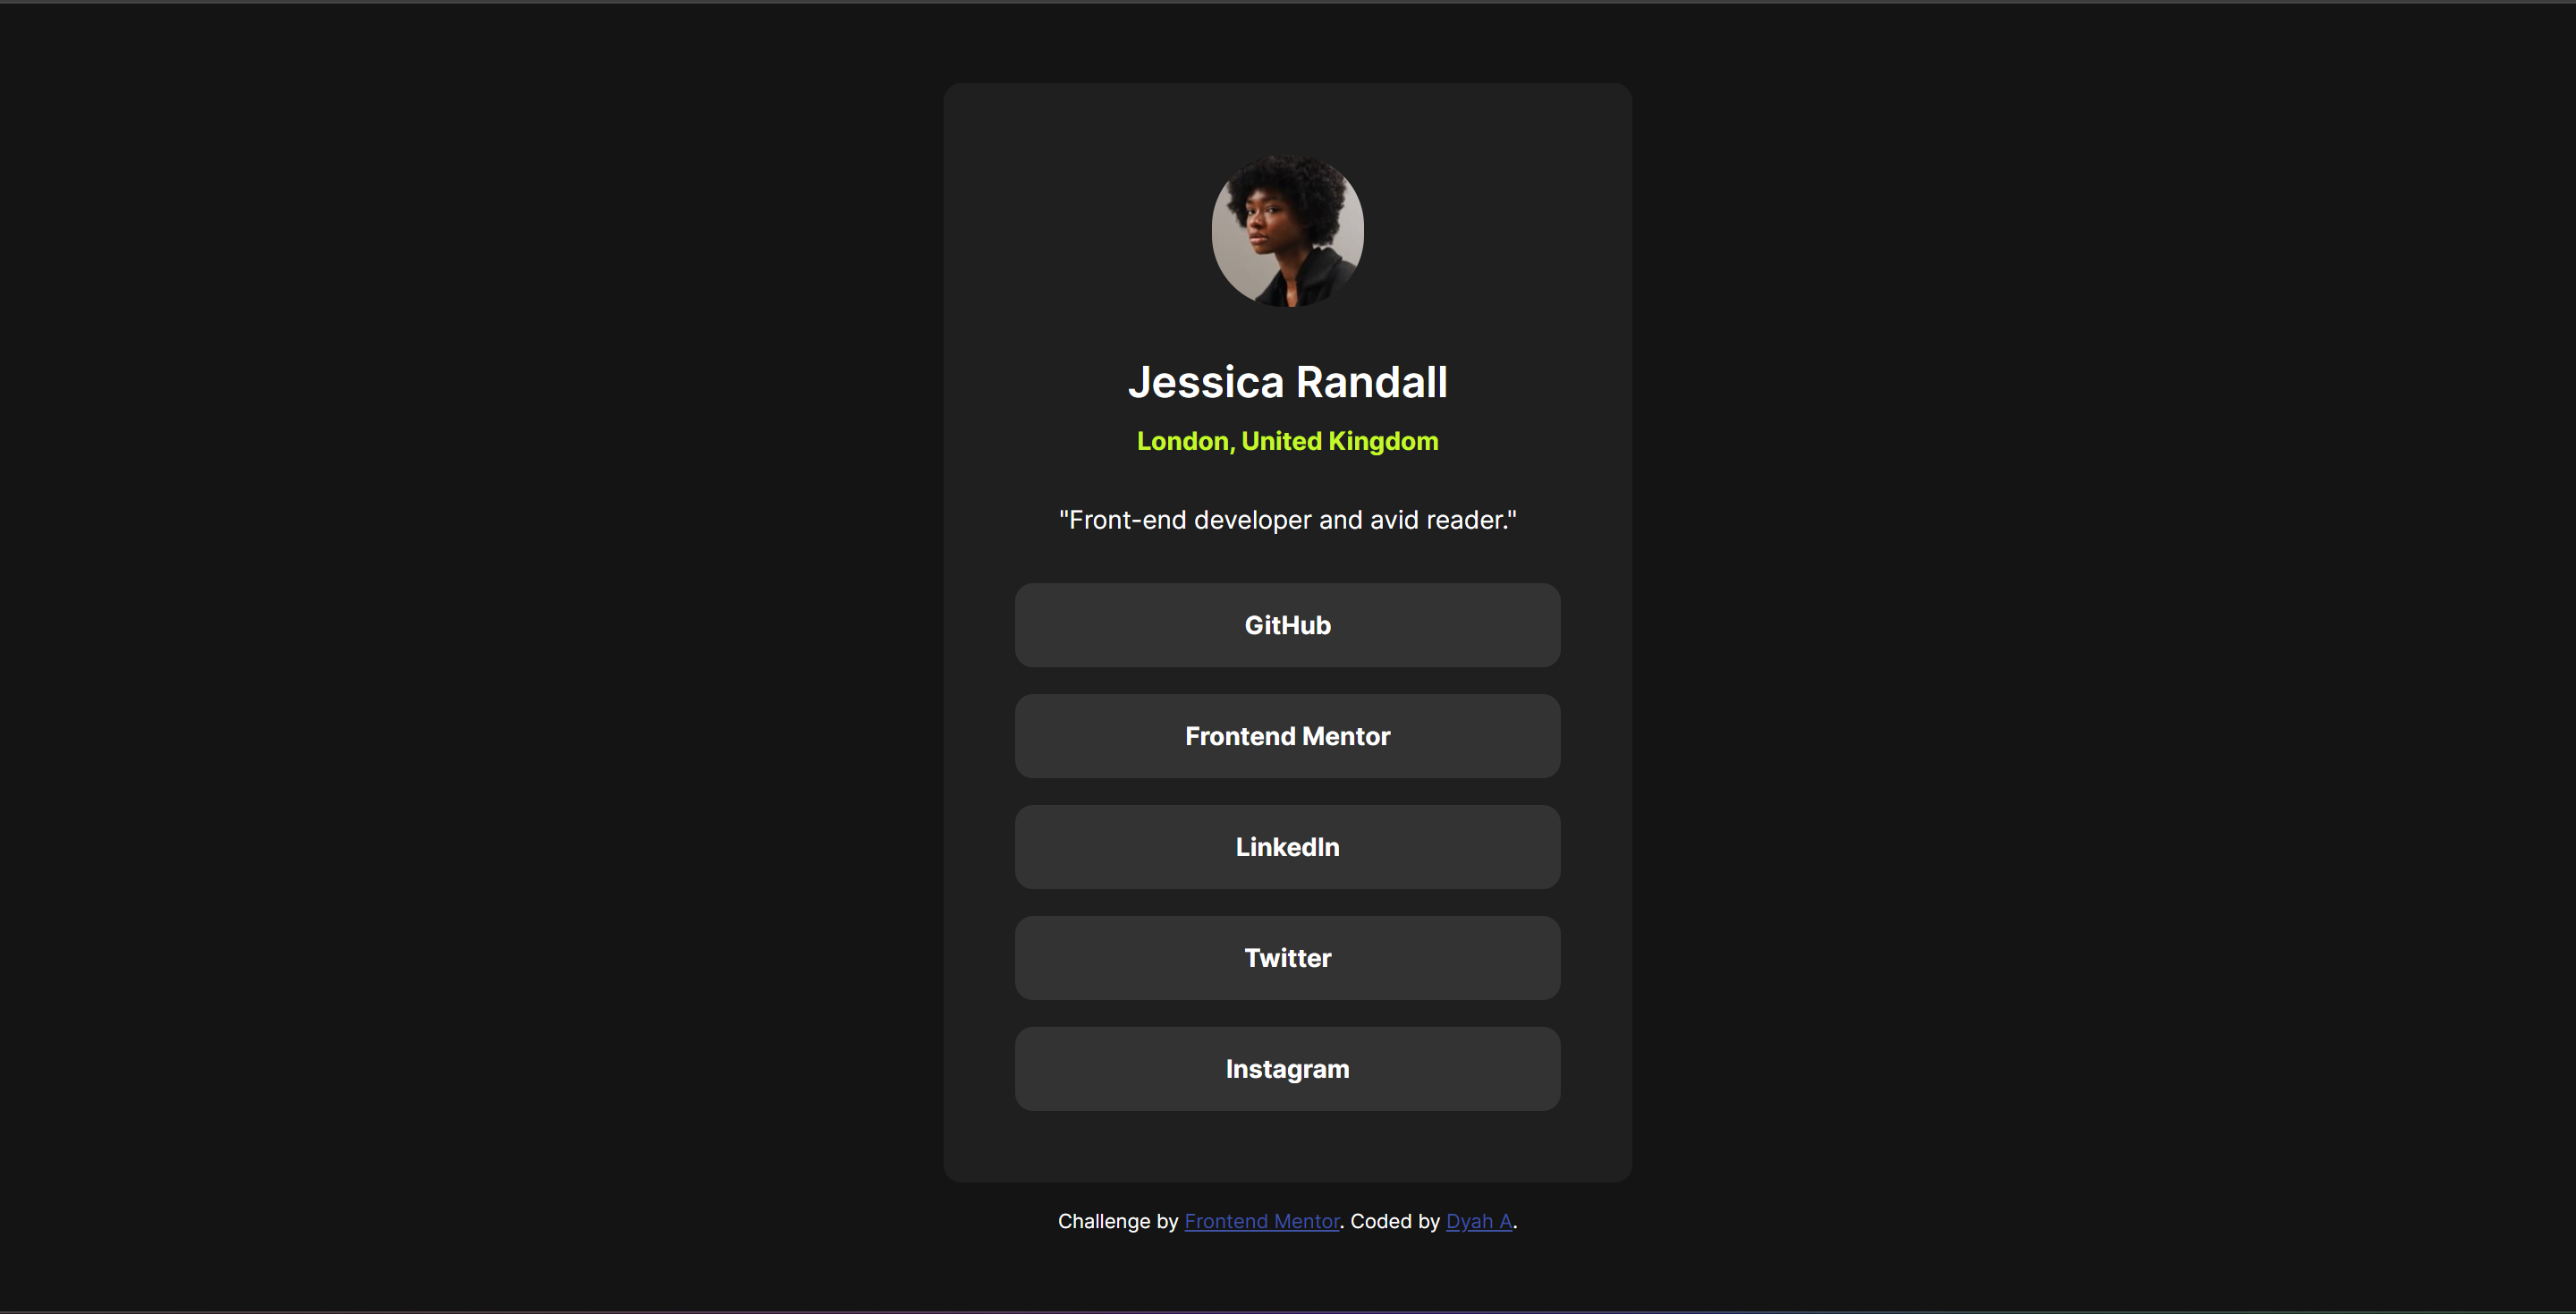 Jessica Randall
London, United Kingdom
"Front-end developer and avid reader."
GitHub
Frontend Mentor
LinkedIn
Twitter
Instagram
Challenge by Frontend Mentor. Coded by Dyah A.